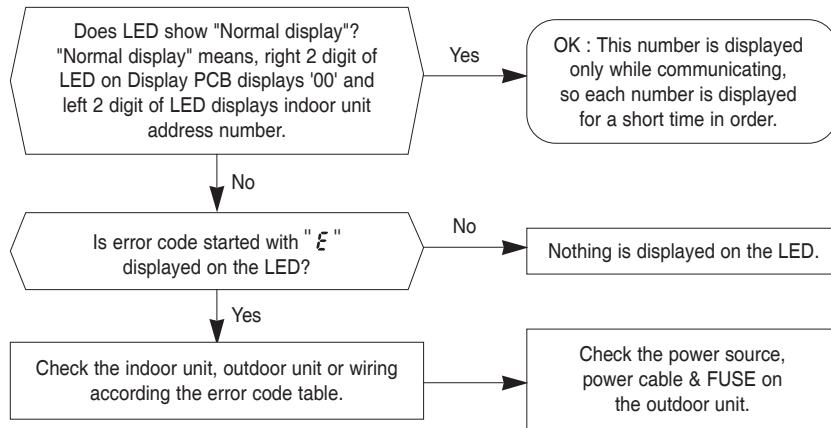 Does LED show "Normal display"?
"Normal display" means, right 2 digit of
LED on Display PCB displays '00' and
left 2 digit of LED displays indoor unit
address number.
Yes
OK : This number is displayed
only while communicating,
so each number is displayed
for a short time in order.
No
Is error code started with "E"
displayed on the LED?
No
Nothing is displayed on the LED.
Yes
Check the indoor unit, outdoor unit or wiring
according the error code table.
Check the power source,
power cable & FUSE on
the outdoor unit.